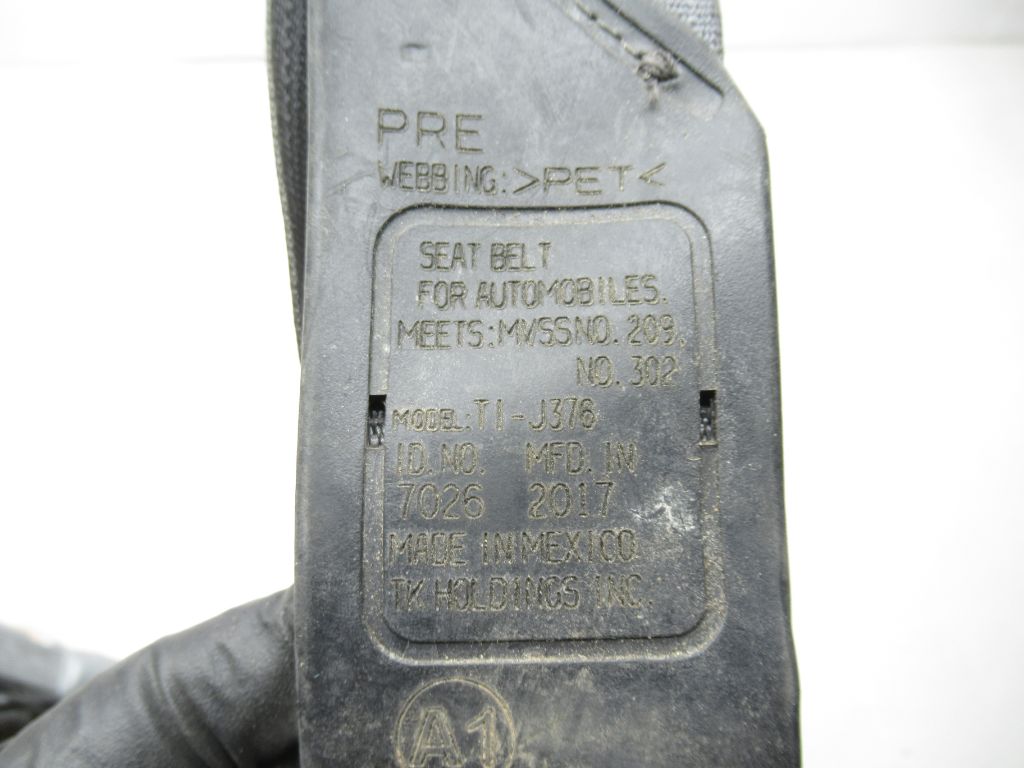 PRE
WEBBING: >PET<
SEAT BELT
FOR AUTOMOBILES.
MEETS: MVSS NO. 209,
NO. 302
MODEL: TI-J376
ID. NO. MFD. IN
7026 2017
MADE IN MEXICO
TK HOLDINGS INC.
A1